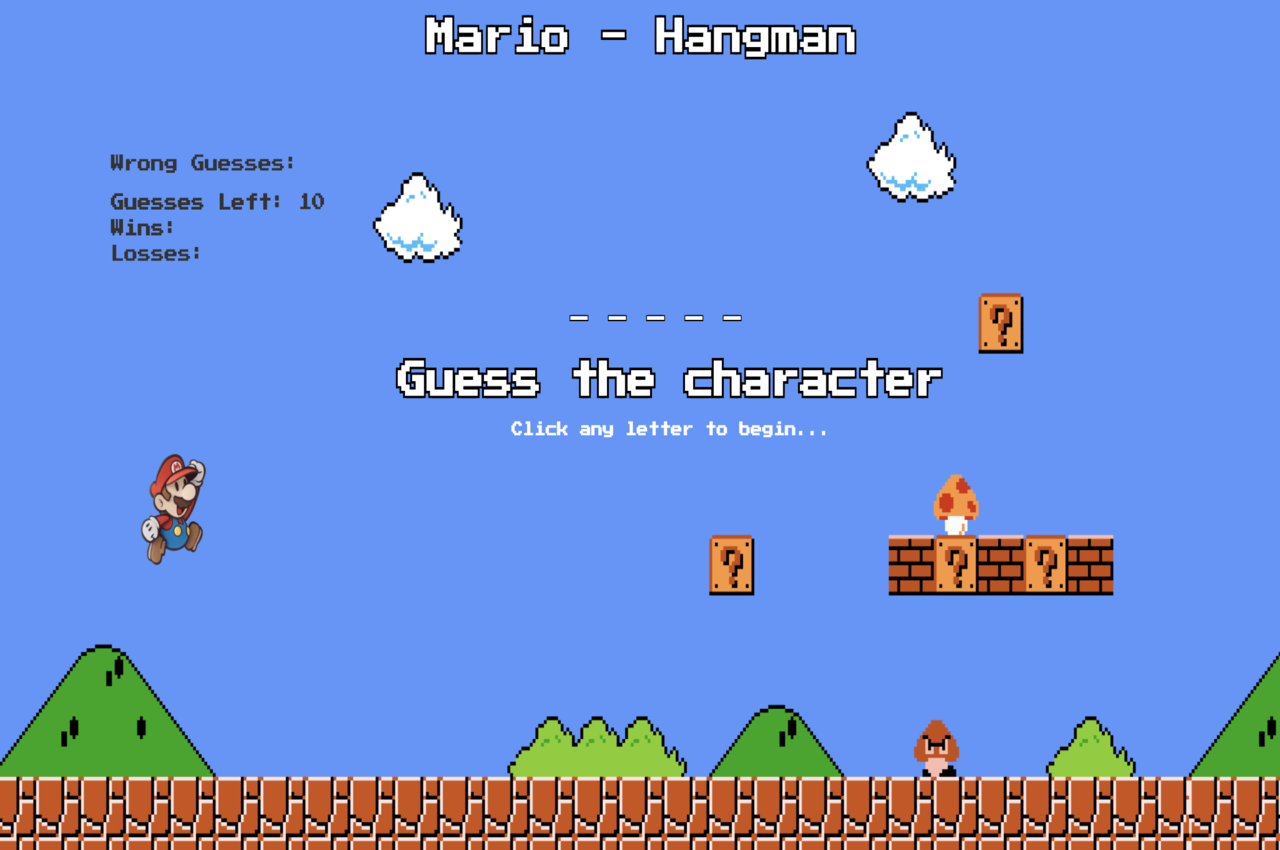 Mario - Hangman
Wrong Guesses:
Guesses Left: 10
Wins:
Losses:
_ _ _ _ _
?
Guess the character
Click any letter to begin...
M
? ? ?